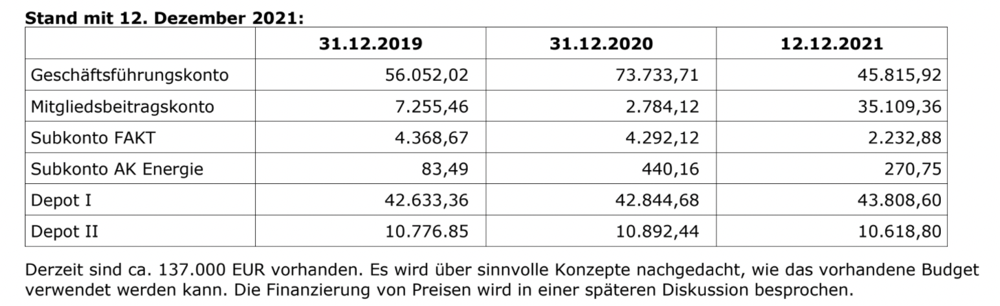 Stand mit 12. Dezember 2021:
31.12.2019 31.12.2020 12.12.2021
Geschäftsführungskonto 56.052,02 73.733,71 45.815,92
Mitgliedsbeitragskonto 7.255,46 2.784,12 35.109,36
Subkonto FAKT 4.368,67 4.292,12 2.232,88
Subkonto AK Energie 83,49 440,16 270,75
Depot I 42.633,36 42.844,68 43.808,60
Depot II 10.776.85 10.892,44 10.618,80
Derzeit sind ca. 137.000 EUR vorhanden. Es wird über sinnvolle Konzepte nachgedacht, wie das vorhandene Budget
verwendet werden kann. Die Finanzierung von Preisen wird in einer späteren Diskussion besprochen.